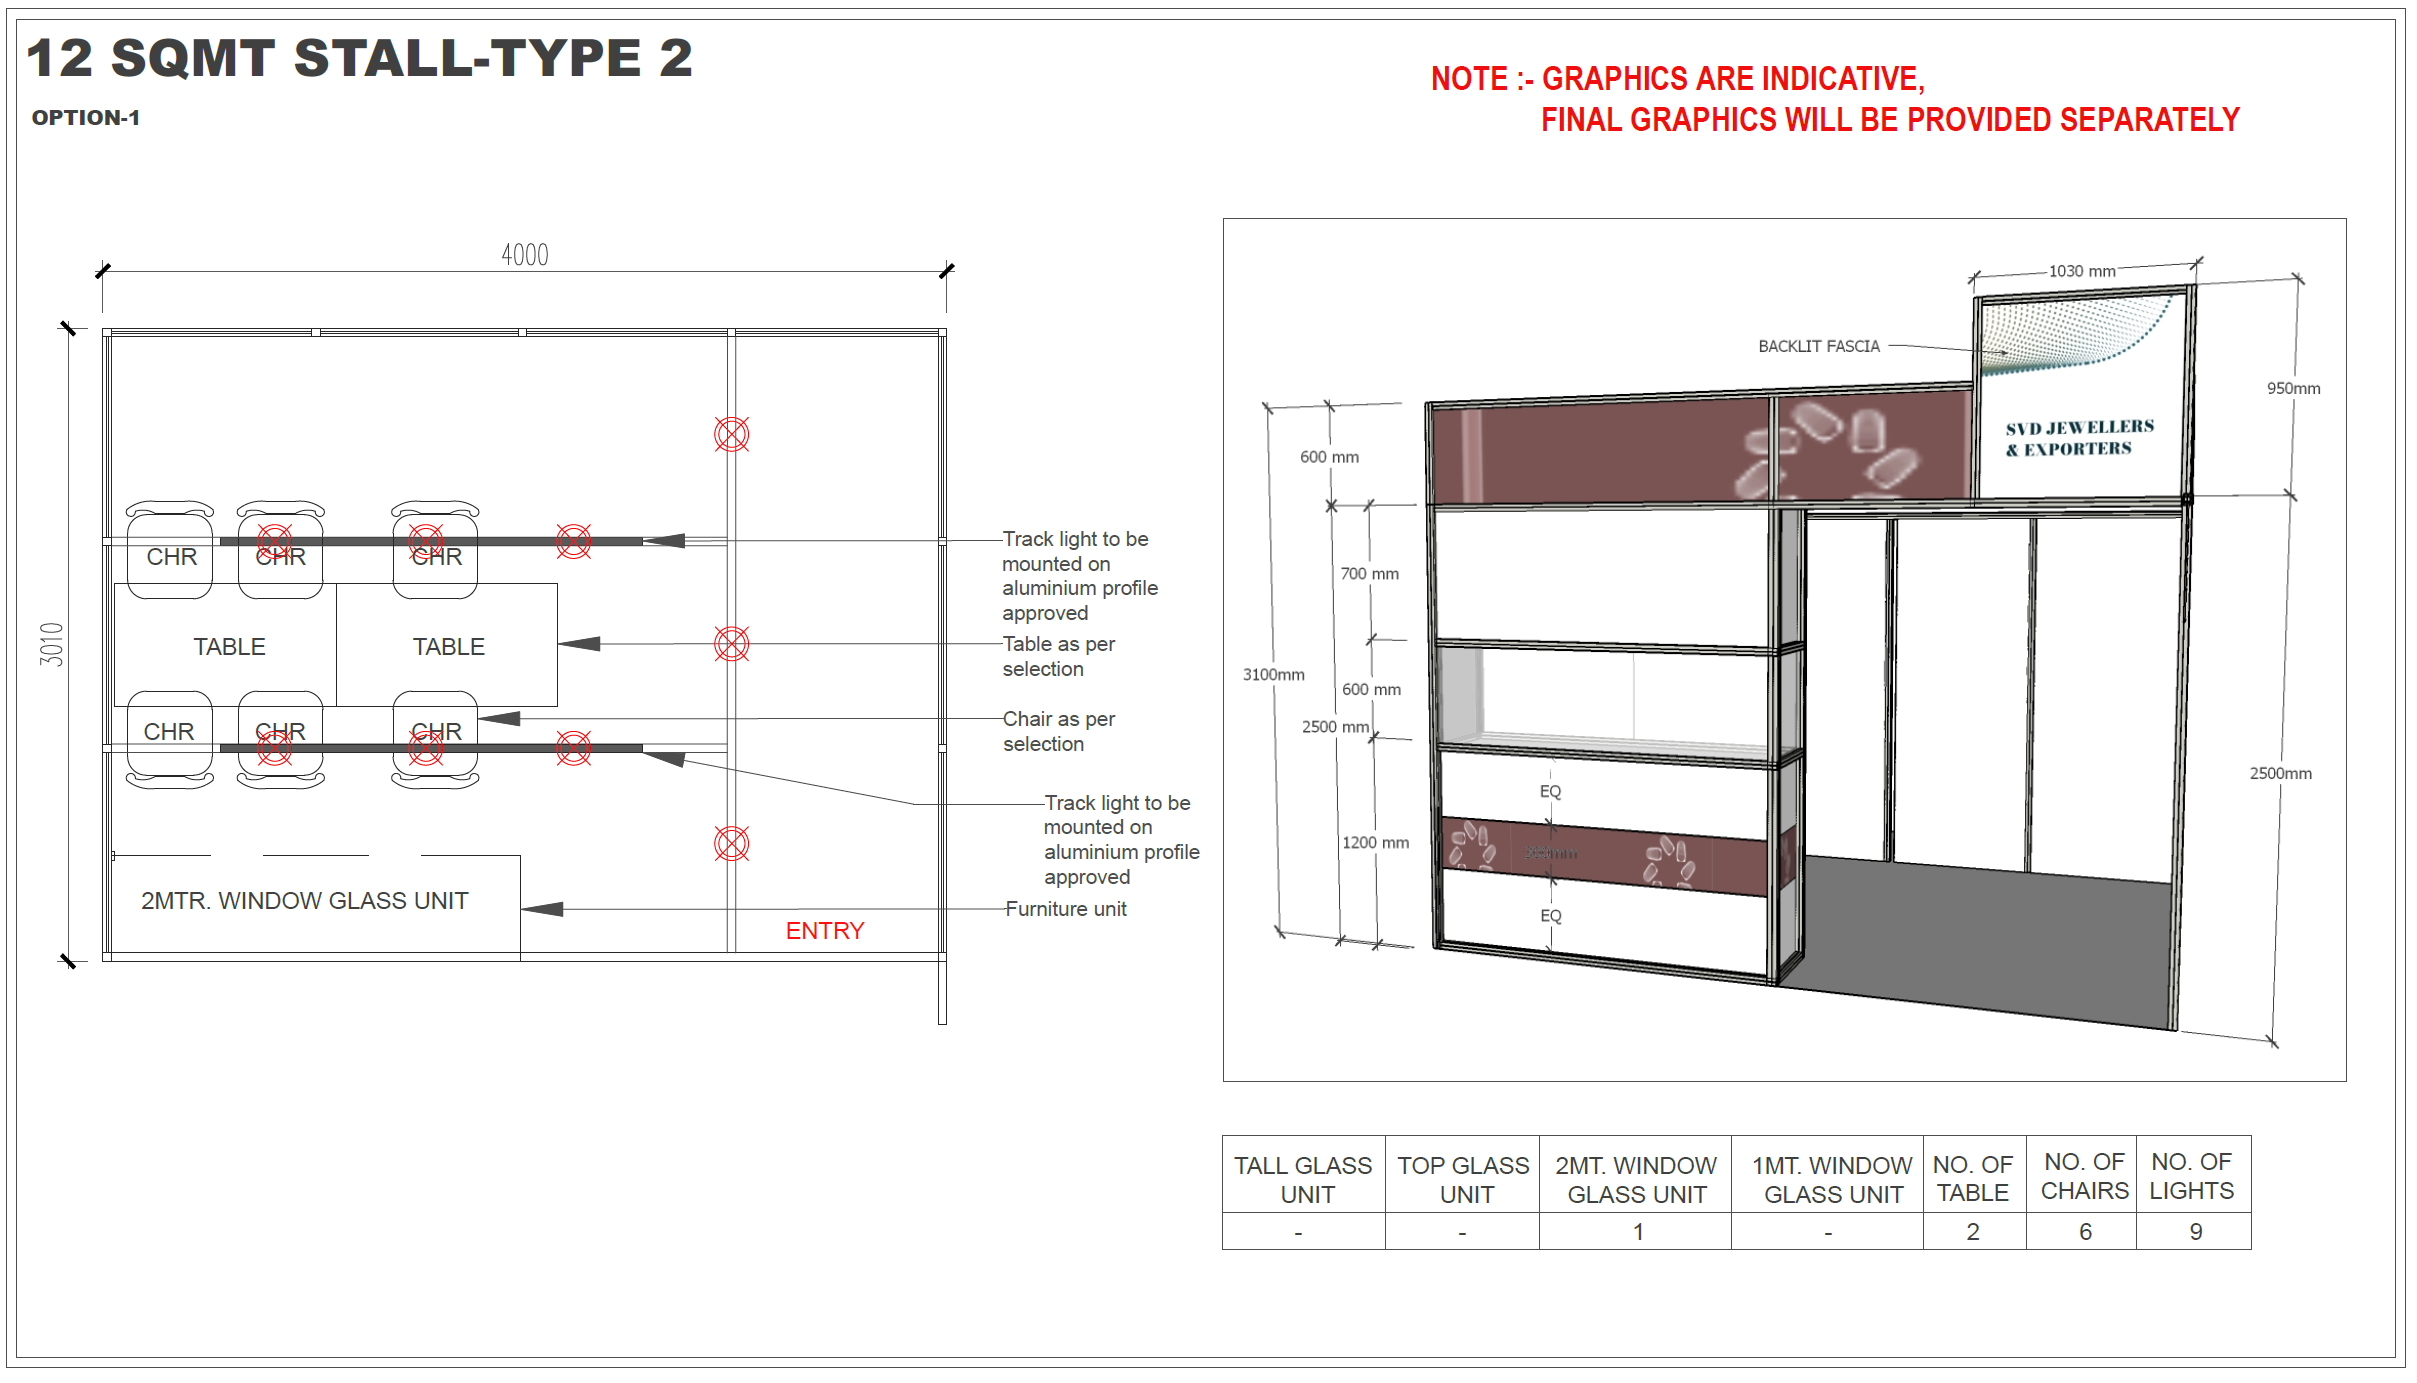 12 SQMT STALL-TYPE 2
OPTION-1
NOTE :- GRAPHICS ARE INDICATIVE,
FINAL GRAPHICS WILL BE PROVIDED SEPARATELY
4000
3010
CHR
CHR
CHR
TABLE
TABLE
CHR
CHR
CHR
2MTR. WINDOW GLASS UNIT
ENTRY
Track light to be
mounted on
aluminium profile
approved
Table as per
selection
Chair as per
selection
Track light to be
mounted on
aluminium profile
approved
Furniture unit
1030 mm
BACKLIT FASCIA
950mm
SVD JEWELLERS
& EXPORTERS
600 mm
700 mm
3100mm
600 mm
2500 mm
2500mm
EQ
1200 mm
EQ
TALL GLASS
UNIT
TOP GLASS
UNIT
2MT. WINDOW
GLASS UNIT
1MT. WINDOW
GLASS UNIT
NO. OF
TABLE
NO. OF
CHAIRS
NO. OF
LIGHTS
-
-
1
-
2
6
9